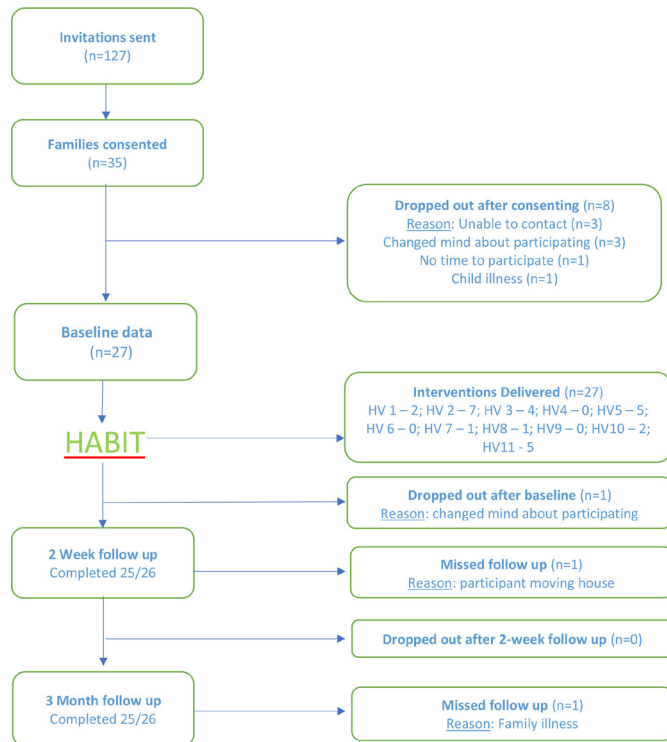 Invitations sent
(n=127)
Families consented
(n=35)
Dropped out after consenting (n=8)
Reason: Unable to contact (n=3)
Changed mind about participating (n=3)
No time to participate (n=1)
Child illness (n=1)
Baseline data
(n=27)
Interventions Delivered (n=27)
HV 1 – 2; HV 2 – 7; HV 3 – 4; HV4 – 0; HV5 – 5;
HV 6 – 0; HV 7 – 1; HV8 – 1; HV9 – 0; HV10 – 2;
HV11 - 5
HABIT
Dropped out after baseline (n=1)
Reason: changed mind about participating
2 Week follow up
Completed 25/26
Missed follow up (n=1)
Reason: participant moving house
Dropped out after 2-week follow up (n=0)
3 Month follow up
Completed 25/26
Missed follow up (n=1)
Reason: Family illness